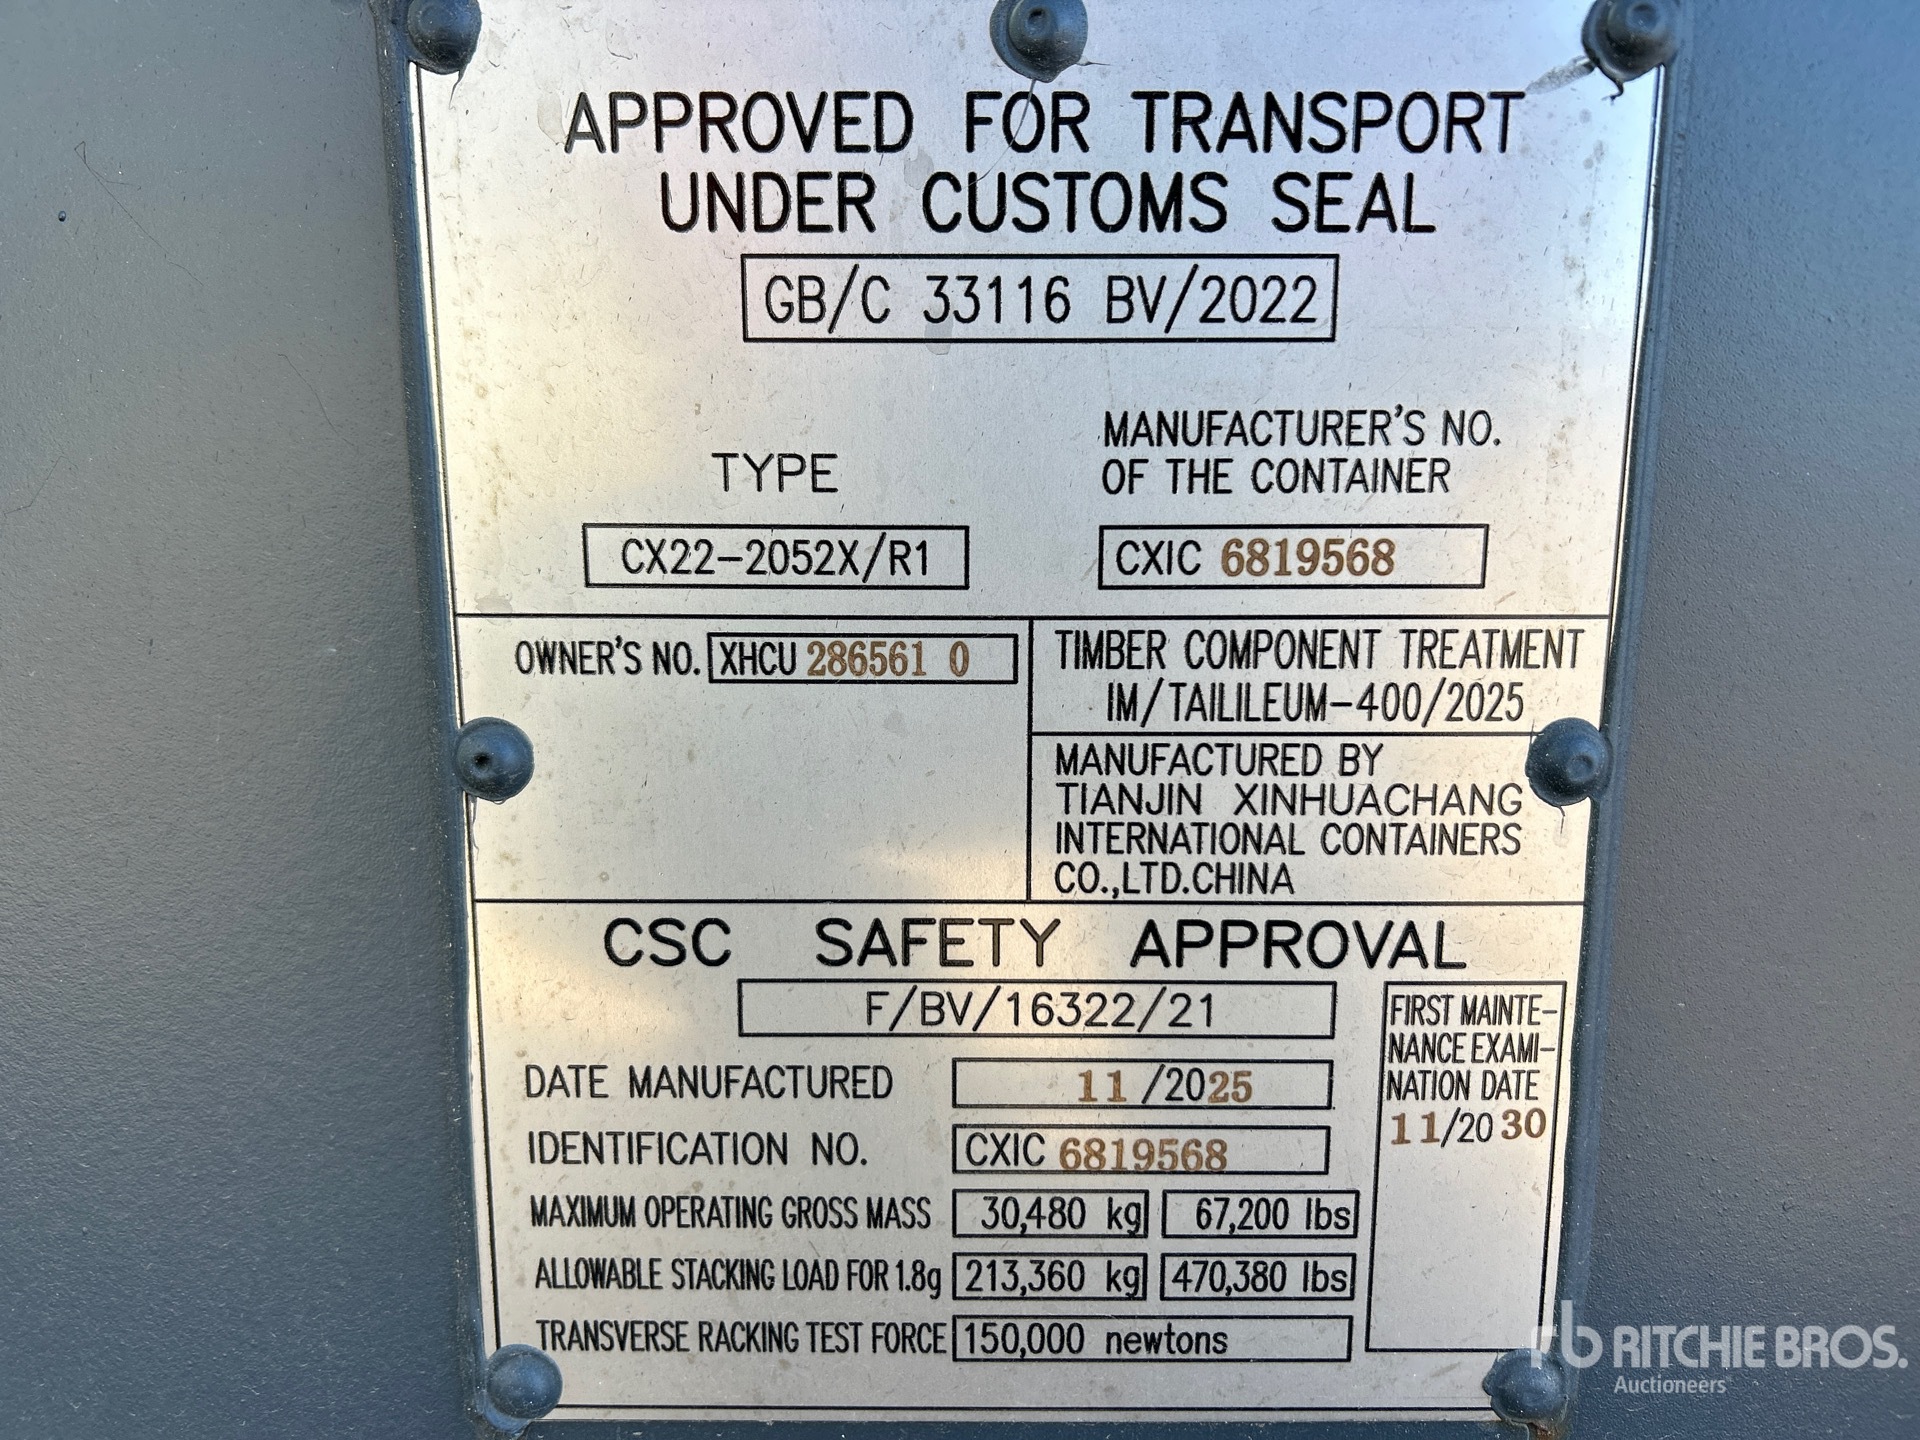 APPROVED FOR TRANSPORT
UNDER CUSTOMS SEAL
GB/C 33116 BV/2022
TYPE
CX22-2052X/R1
MANUFACTURER'S NO.
OF THE CONTAINER
CXIC 6819568
OWNER'S NO. XHCU 286561 0
TIMBER COMPONENT TREATMENT
IM/TAILILEUM-400/2025
MANUFACTURED BY
TIANJIN XINHUACHANG
INTERNATIONAL CONTAINERS
CO.,LTD.CHINA
CSC SAFETY APPROVAL
F/BV/16322/21
DATE MANUFACTURED 11/2025
IDENTIFICATION NO. CXIC 6819568
MAXIMUM OPERATING GROSS MASS 30,480 kg 67,200 lbs
ALLOWABLE STACKING LOAD FOR 1.8g 213,360 kg 470,380 lbs
TRANSVERSE RACKING TEST FORCE 150,000 newtons
FIRST MAINTE-
NANCE EXAMI-
NATION DATE
11/2030
rb RITCHIE BROS.
Auctioneers